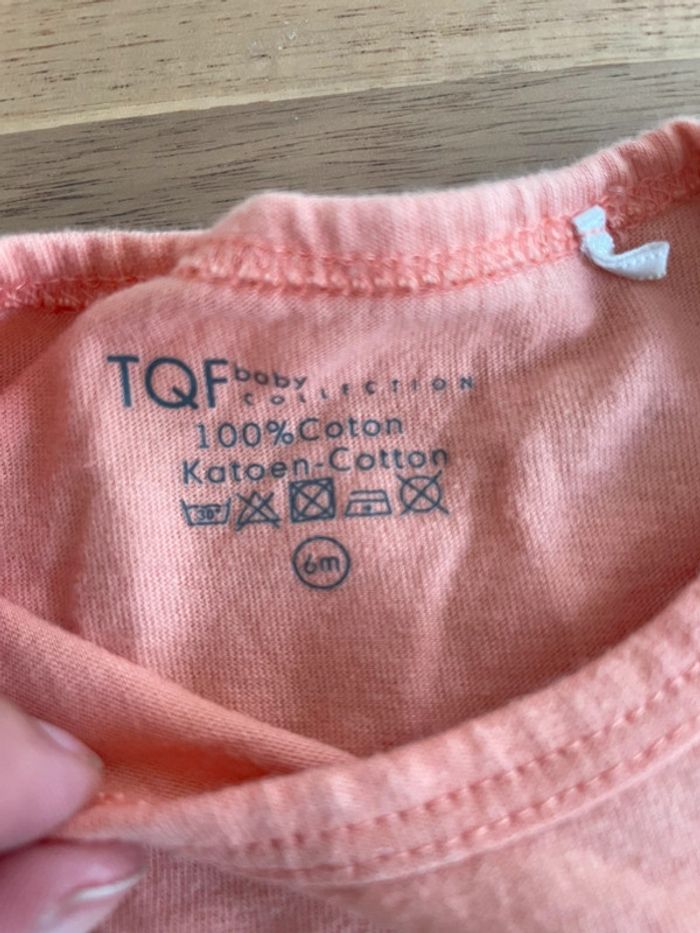 TQF baby
COLLECTION
100%Coton
Katoen-Cotton
30°
6m